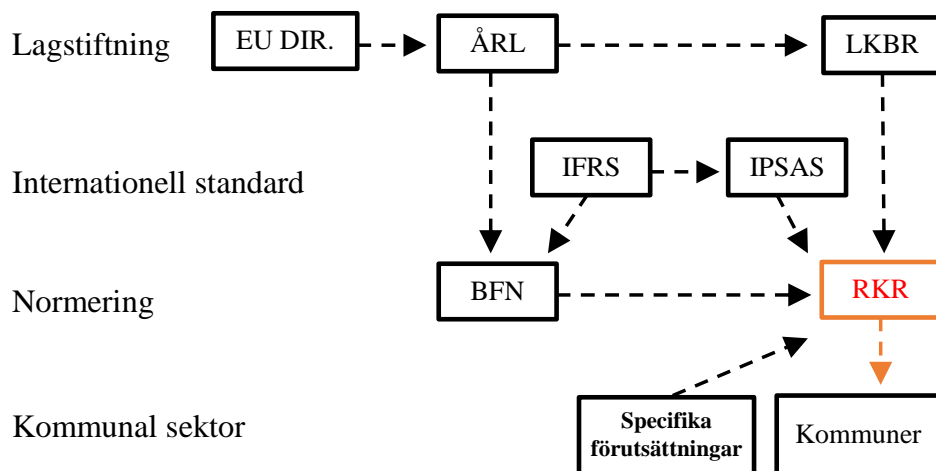 Lagstiftning EU DIR. ÅRL LKBR
Internationell standard IFRS IPSAS
Normering BFN RKR
Kommunal sektor Specifika förutsättningar Kommuner